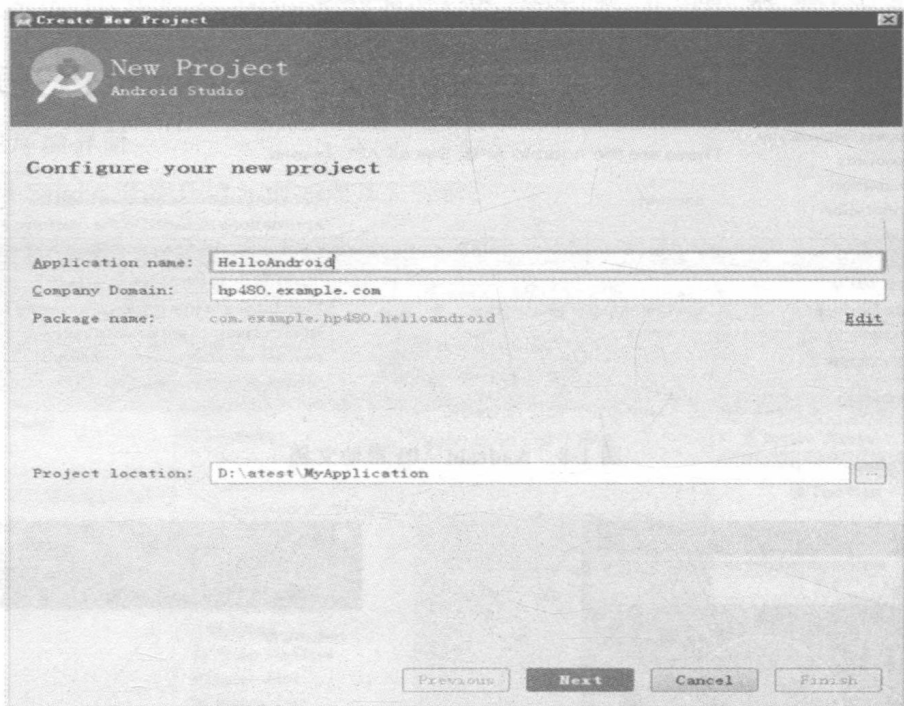 Create New Project
New Project
Android Studio
Configure your new project
Application name: HelloAndroid
Company Domain: hp480.example.com
Package name: com.example.hp480.helloandroid Edit
Project location: D:\atest\MyApplication ...
Previous Next Cancel Finish